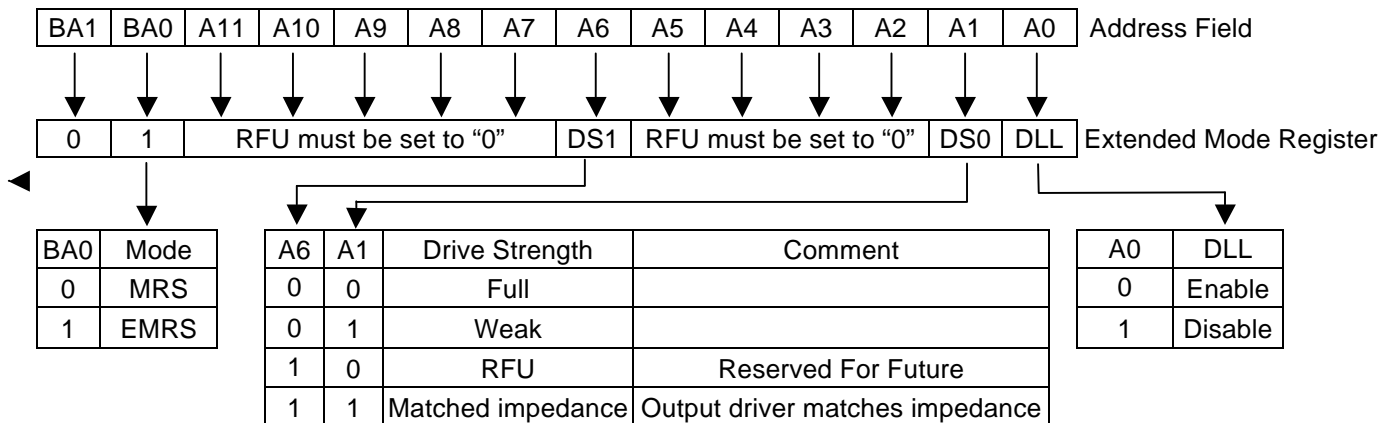 BA1 BA0 A11 A10 A9 A8 A7 A6 A5 A4 A3 A2 A1 A0 Address Field
0 1 RFU must be set to “0” DS1 RFU must be set to “0” DS0 DLL Extended Mode Register
BA0 Mode
0 MRS
1 EMRS
A6 A1 Drive Strength Comment
0 0 Full
0 1 Weak
1 0 RFU Reserved For Future
1 1 Matched impedance Output driver matches impedance
A0 DLL
0 Enable
1 Disable